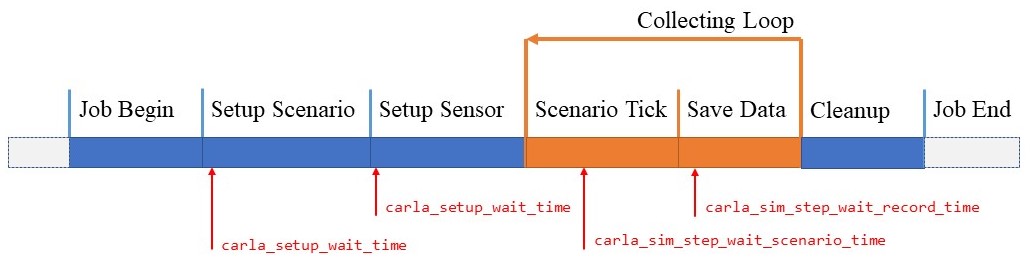 Collecting Loop
Job Begin
Setup Scenario
Setup Sensor
Scenario Tick
Save Data
Cleanup
Job End
carla_setup_wait_time
carla_sim_step_wait_record_time
carla_setup_wait_time
carla_sim_step_wait_scenario_time